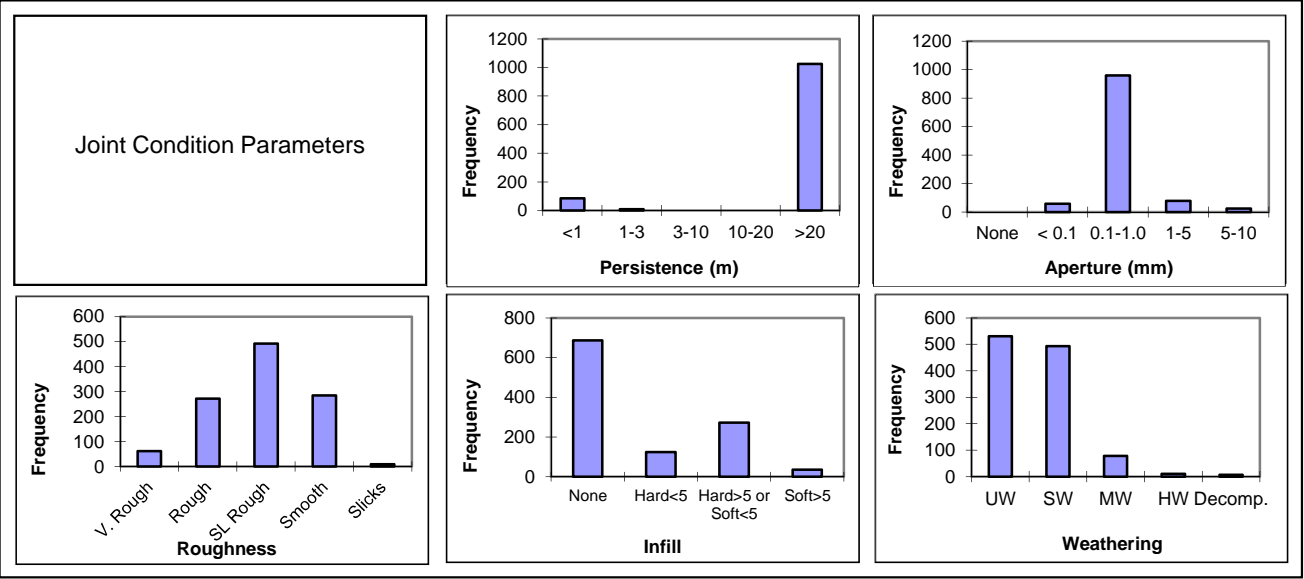 Joint Condition Parameters
1200
1000
800
600
400
200
0
Frequency
<1 1-3 3-10 10-20 >20
Persistence (m)
1200
1000
800
600
400
200
0
Frequency
None < 0.1 0.1-1.0 1-5 5-10
Aperture (mm)
600
500
400
300
200
100
0
Frequency
V. Rough Rough SL Rough Smooth Slicks
Roughness
800
600
400
200
0
Frequency
None Hard<5 Hard>5 or Soft>5
Soft<5
Infill
600
500
400
300
200
100
0
Frequency
UW SW MW HW Decomp.
Weathering